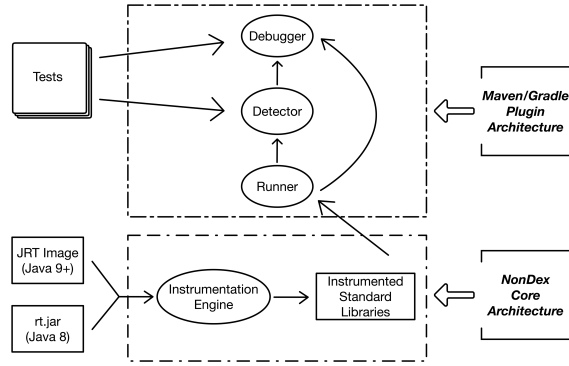 Debugger
Tests
Detector
Runner
Maven/Gradle
Plugin
Architecture
JRT Image
(Java 9+)
rt.jar
(Java 8)
Instrumentation
Engine
Instrumented
Standard
Libraries
NonDex
Core
Architecture